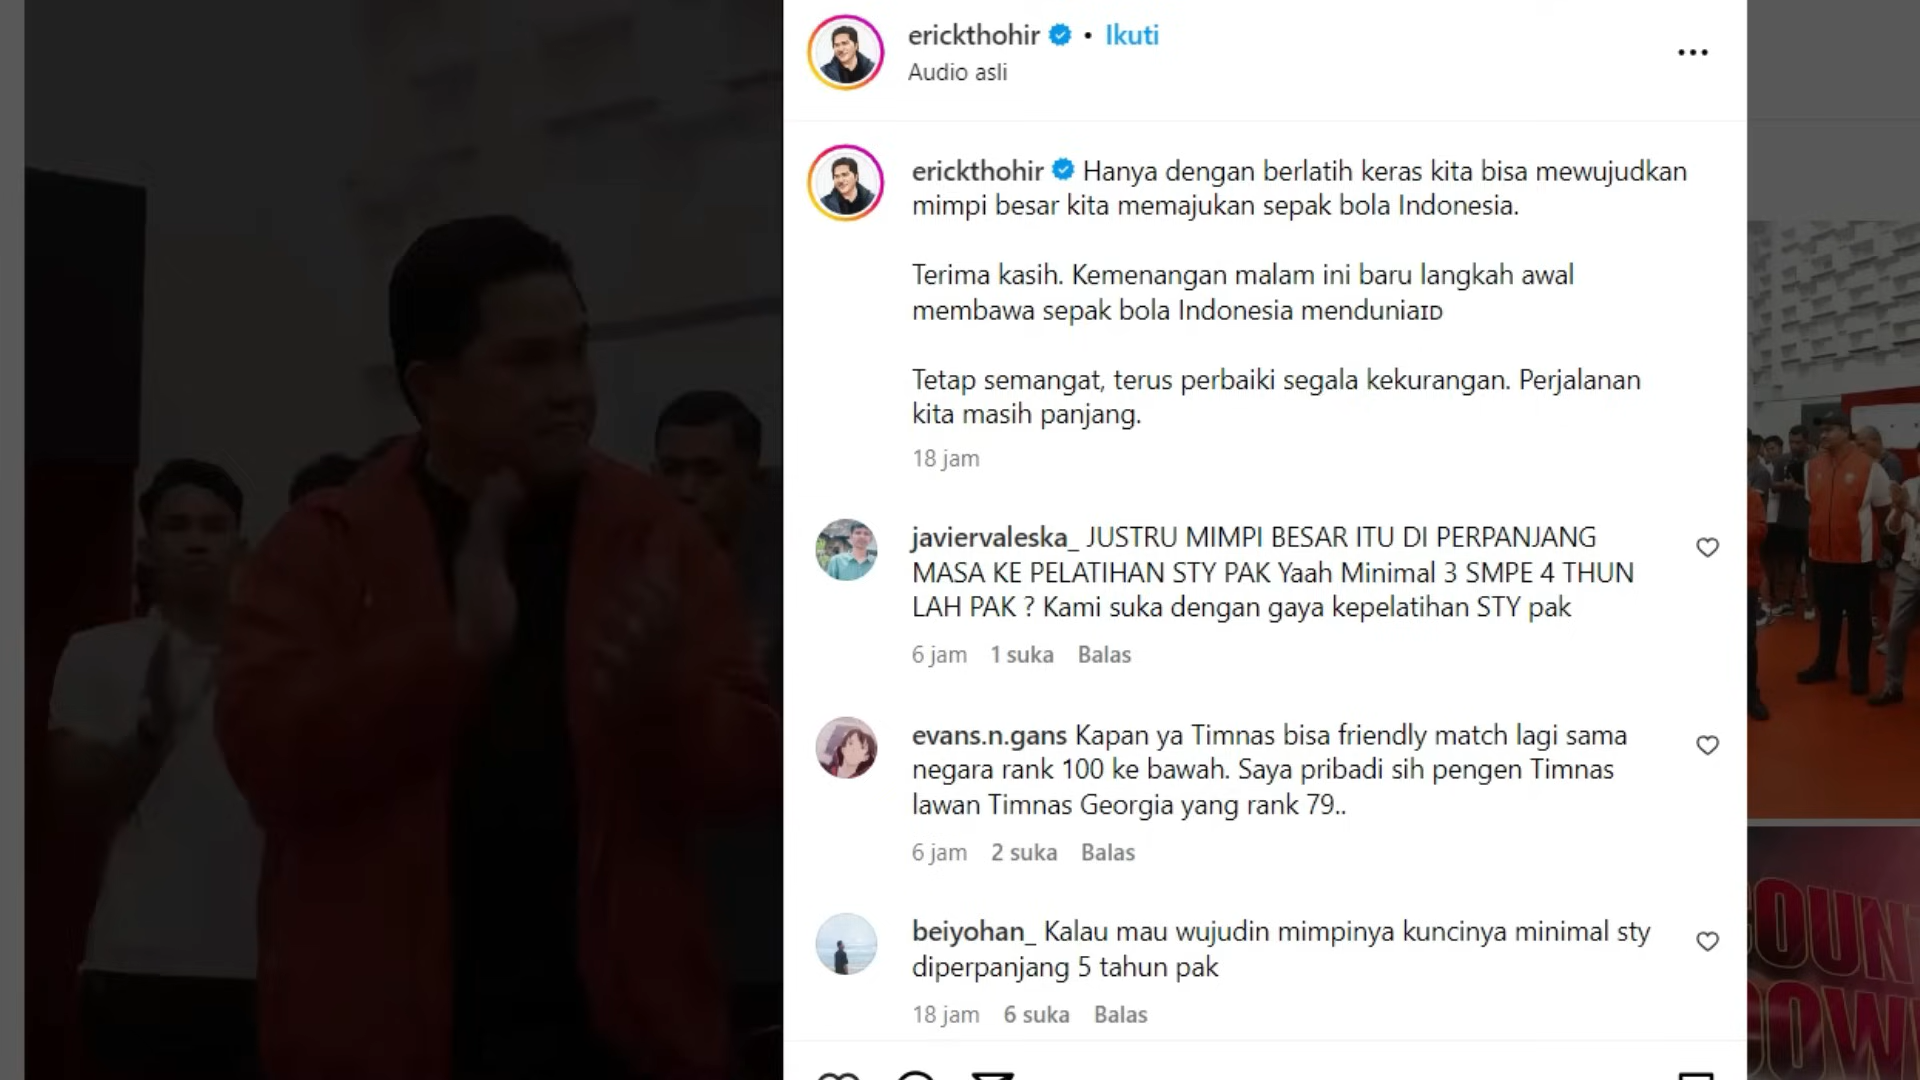 erickthohir • Ikuti
Audio asli
erickthohir Hanya dengan berlatih keras kita bisa mewujudkan
mimpi besar kita memajukan sepak bola Indonesia.
Terima kasih. Kemenangan malam ini baru langkah awal
membawa sepak bola Indonesia menduniaɪᴅ
Tetap semangat, terus perbaiki segala kekurangan. Perjalanan
kita masih panjang.
18 jam
javiervaleska_ JUSTRU MIMPI BESAR ITU DI PERPANJANG
MASA KE PELATIHAN STY PAK Yaah Minimal 3 SMPE 4 THUN
LAH PAK ? Kami suka dengan gaya kepelatihan STY pak
6 jam 1 suka Balas
evans.n.gans Kapan ya Timnas bisa friendly match lagi sama
negara rank 100 ke bawah. Saya pribadi sih pengen Timnas
lawan Timnas Georgia yang rank 79..
6 jam 2 suka Balas
beiyohan_ Kalau mau wujudin mimpinya kuncinya minimal sty
diperpanjang 5 tahun pak
18 jam 6 suka Balas